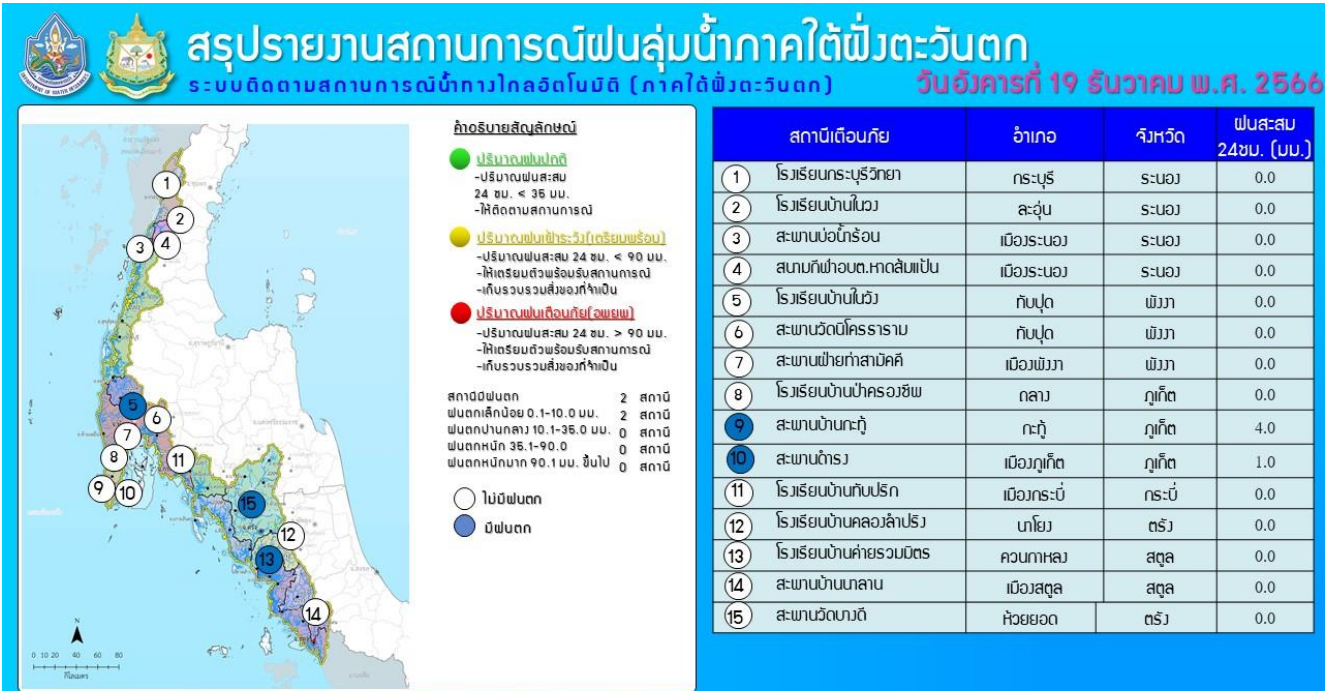 สรุปรายงานสถานการณ์ฝนลุ่มน้ำภาคใต้ฝั่งตะวันตก
ระบบติดตามสถานการณ์น้ำทางไกลอัตโนมัติ (ภาคใต้ฝั่งตะวันตก)
วันอังคารที่ 19 ธันวาคม พ.ศ. 2566
คำอธิบายสัญลักษณ์
ปริมาณฝนปกติ
-ปริมาณฝนสะสม
24 ชม. < 35 มม.
-ให้ติดตามสถานการณ์
ปริมาณฝนเฝ้าระวัง(เตรียมพร้อม)
-ปริมาณฝนสะสม 24 ชม. < 90 มม.
-ให้เตรียมตัวพร้อมรับสถานการณ์
-เก็บรวบรวมสิ่งของที่จำเป็น
ปริมาณฝนเตือนภัย(อพยพ)
-ปริมาณฝนสะสม 24 ชม. > 90 มม.
-ให้เตรียมตัวพร้อมรับสถานการณ์
-เก็บรวบรวมสิ่งของที่จำเป็น
สถานีมีฝนตก 2 สถานี
ฝนตกเล็กน้อย 0.1-10.0 มม. 2 สถานี
ฝนตกปานกลาง 10.1-35.0 มม. 0 สถานี
ฝนตกหนัก 35.1-90.0 0 สถานี
ฝนตกหนักมาก 90.1 มม. ขึ้นไป 0 สถานี
ไม่มีฝนตก
มีฝนตก
1
2
3 4
5
6
7
8
11
9 10
15
12
13
14
N
0 10 20 40 60 80
กิโลเมตร
สถานีเตือนภัย อำเภอ จังหวัด ฝนสะสม
24ชม. (มม.)
1 โรงเรียนกระบุรีวิทยา กระบุรี ระนอง 0.0
2 โรงเรียนบ้านในวง ละอุ่น ระนอง 0.0
3 สะพานบ่อน้ำร้อน เมืองระนอง ระนอง 0.0
4 สนามกีฬาอบต.หาดส้มแป้น เมืองระนอง ระนอง 0.0
5 โรงเรียนบ้านในวัง ทับปุด พังงา 0.0
6 สะพานวัดนิโครธาราม ทับปุด พังงา 0.0
7 สะพานฝ่ายท่าสามัคคี เมืองพังงา พังงา 0.0
8 โรงเรียนบ้านป่าครองชีพ ถลาง ภูเก็ต 0.0
9 สะพานบ้านกะทู้ กะทู้ ภูเก็ต 4.0
10 สะพานดำรง เมืองภูเก็ต ภูเก็ต 1.0
11 โรงเรียนบ้านทับปริก เมืองกระบี่ กระบี่ 0.0
12 โรงเรียนบ้านคลองลำปริง นาโยง ตรัง 0.0
13 โรงเรียนบ้านค่ายรวมมิตร ควนกาหลง สตูล 0.0
14 สะพานบ้านนาลาน เมืองสตูล สตูล 0.0
15 สะพานวัดบางดี ห้วยยอด ตรัง 0.0